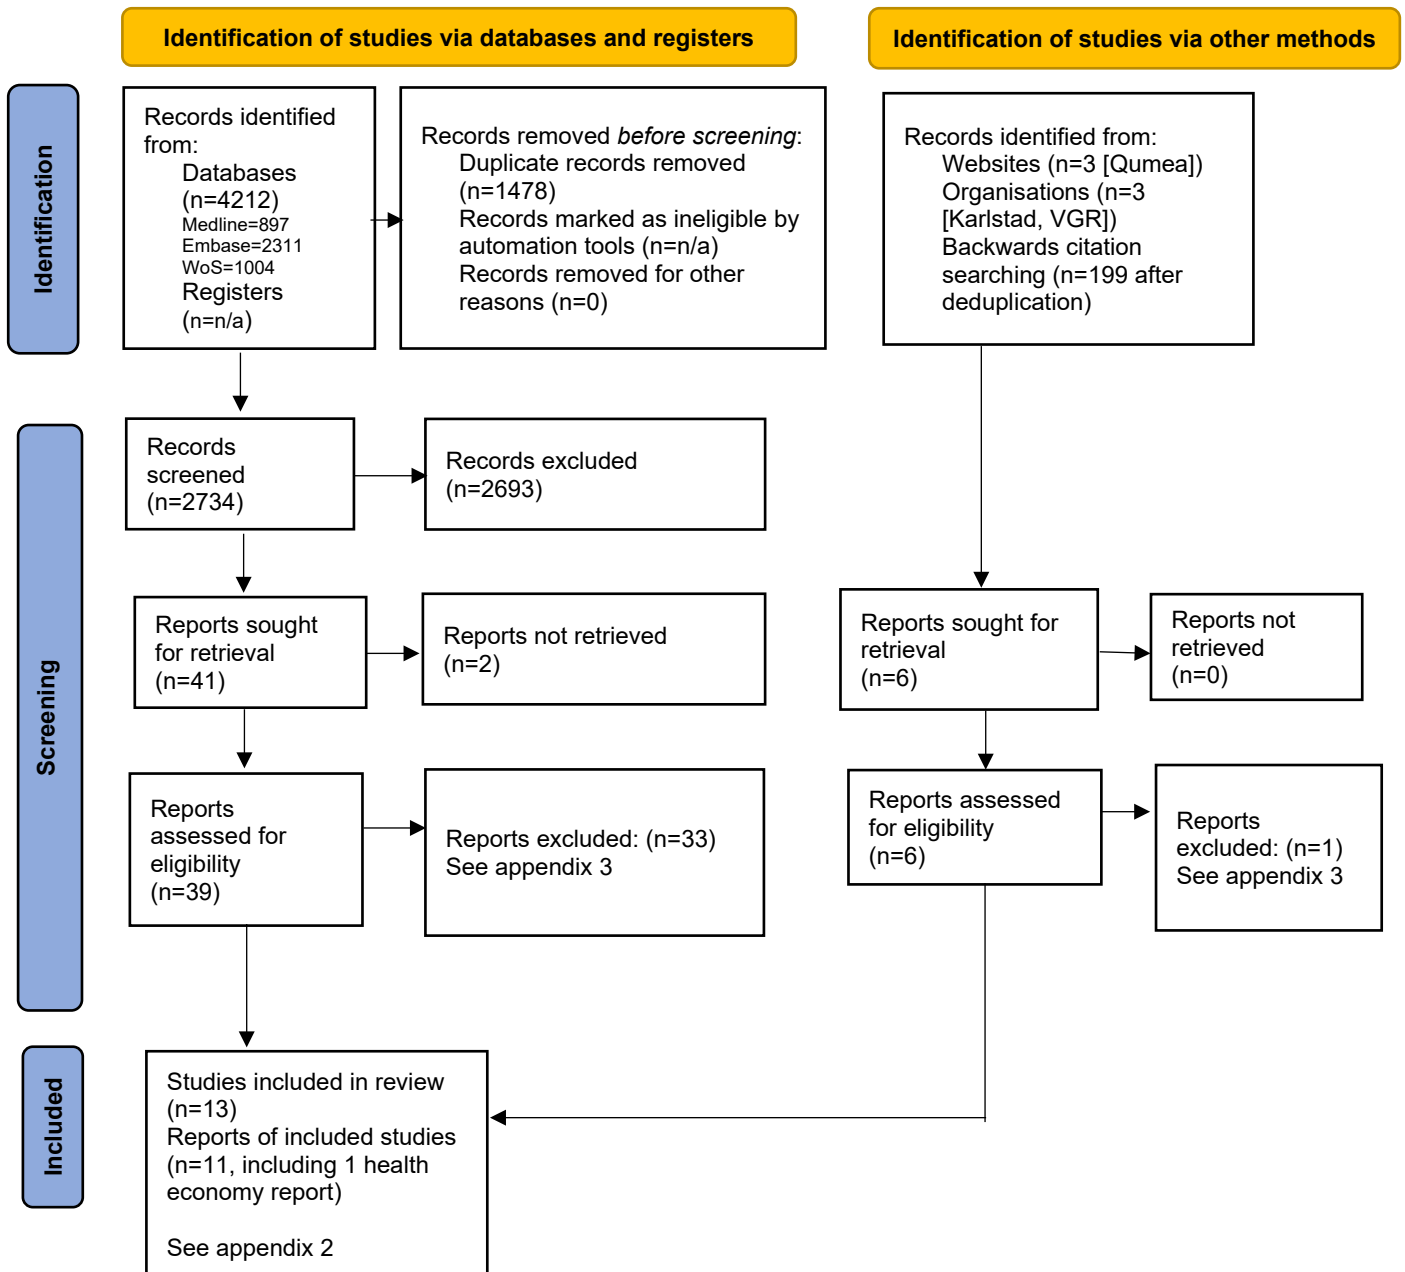 Identification of studies via databases and registers
Identification of studies via other methods
Identification
Records identified
from:
Databases
(n=4212)
Medline=897
Embase=2311
WoS=1004
Registers
(n=n/a)
Records removed before screening:
Duplicate records removed
(n=1478)
Records marked as ineligible by
automation tools (n=n/a)
Records removed for other
reasons (n=0)
Records identified from:
Websites (n=3 [Qumea])
Organisations (n=3
[Karlstad, VGR])
Backwards citation
searching (n=199 after
deduplication)
Screening
Records
screened
(n=2734)
Records excluded
(n=2693)
Reports sought
for retrieval
(n=41)
Reports not retrieved
(n=2)
Reports sought for
retrieval
(n=6)
Reports not
retrieved
(n=0)
Reports
assessed for
eligibility
(n=39)
Reports excluded: (n=33)
See appendix 3
Reports assessed
for eligibility
(n=6)
Reports
excluded: (n=1)
See appendix 3
Included
Studies included in review
(n=13)
Reports of included studies
(n=11, including 1 health
economy report)
See appendix 2